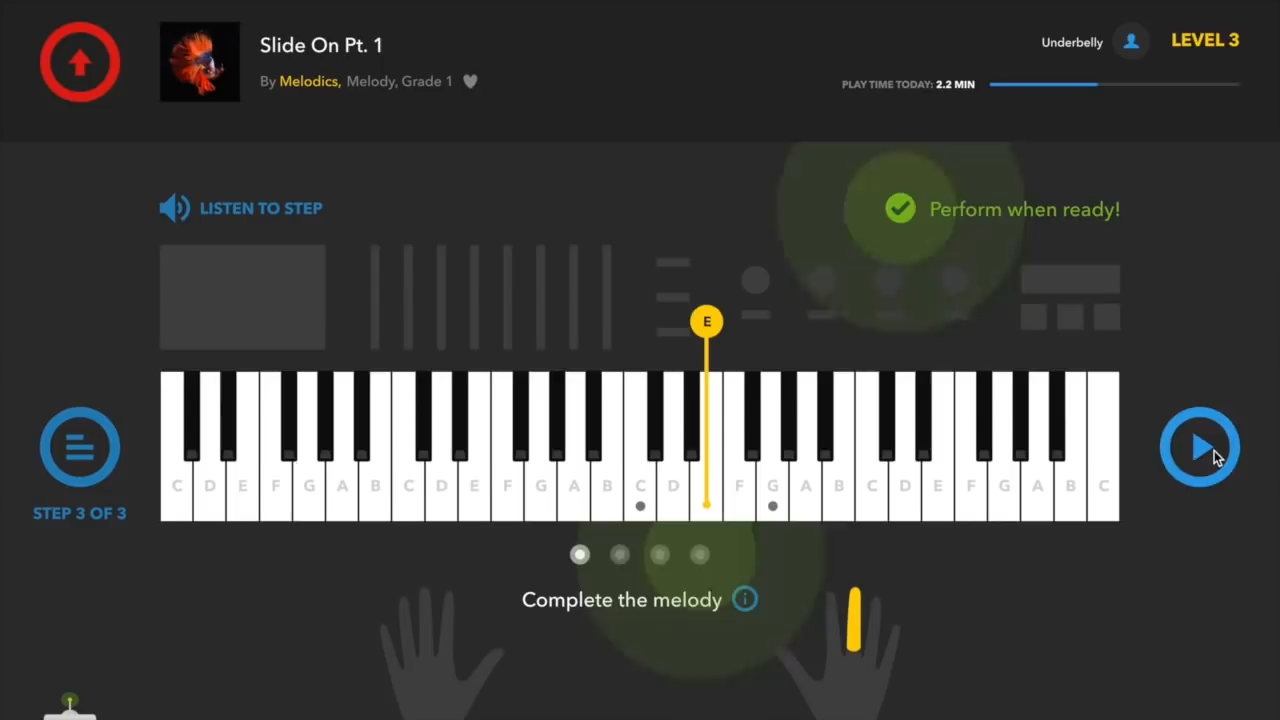 Slide On Pt. 1
By Melodics, Melody, Grade 1
Underbelly
LEVEL 3
PLAY TIME TODAY: 2.2 MIN
LISTEN TO STEP
Perform when ready!
E
C D E F G A B C D E F G A B C D F G A B C D E F G A B C
STEP 3 OF 3
Complete the melody